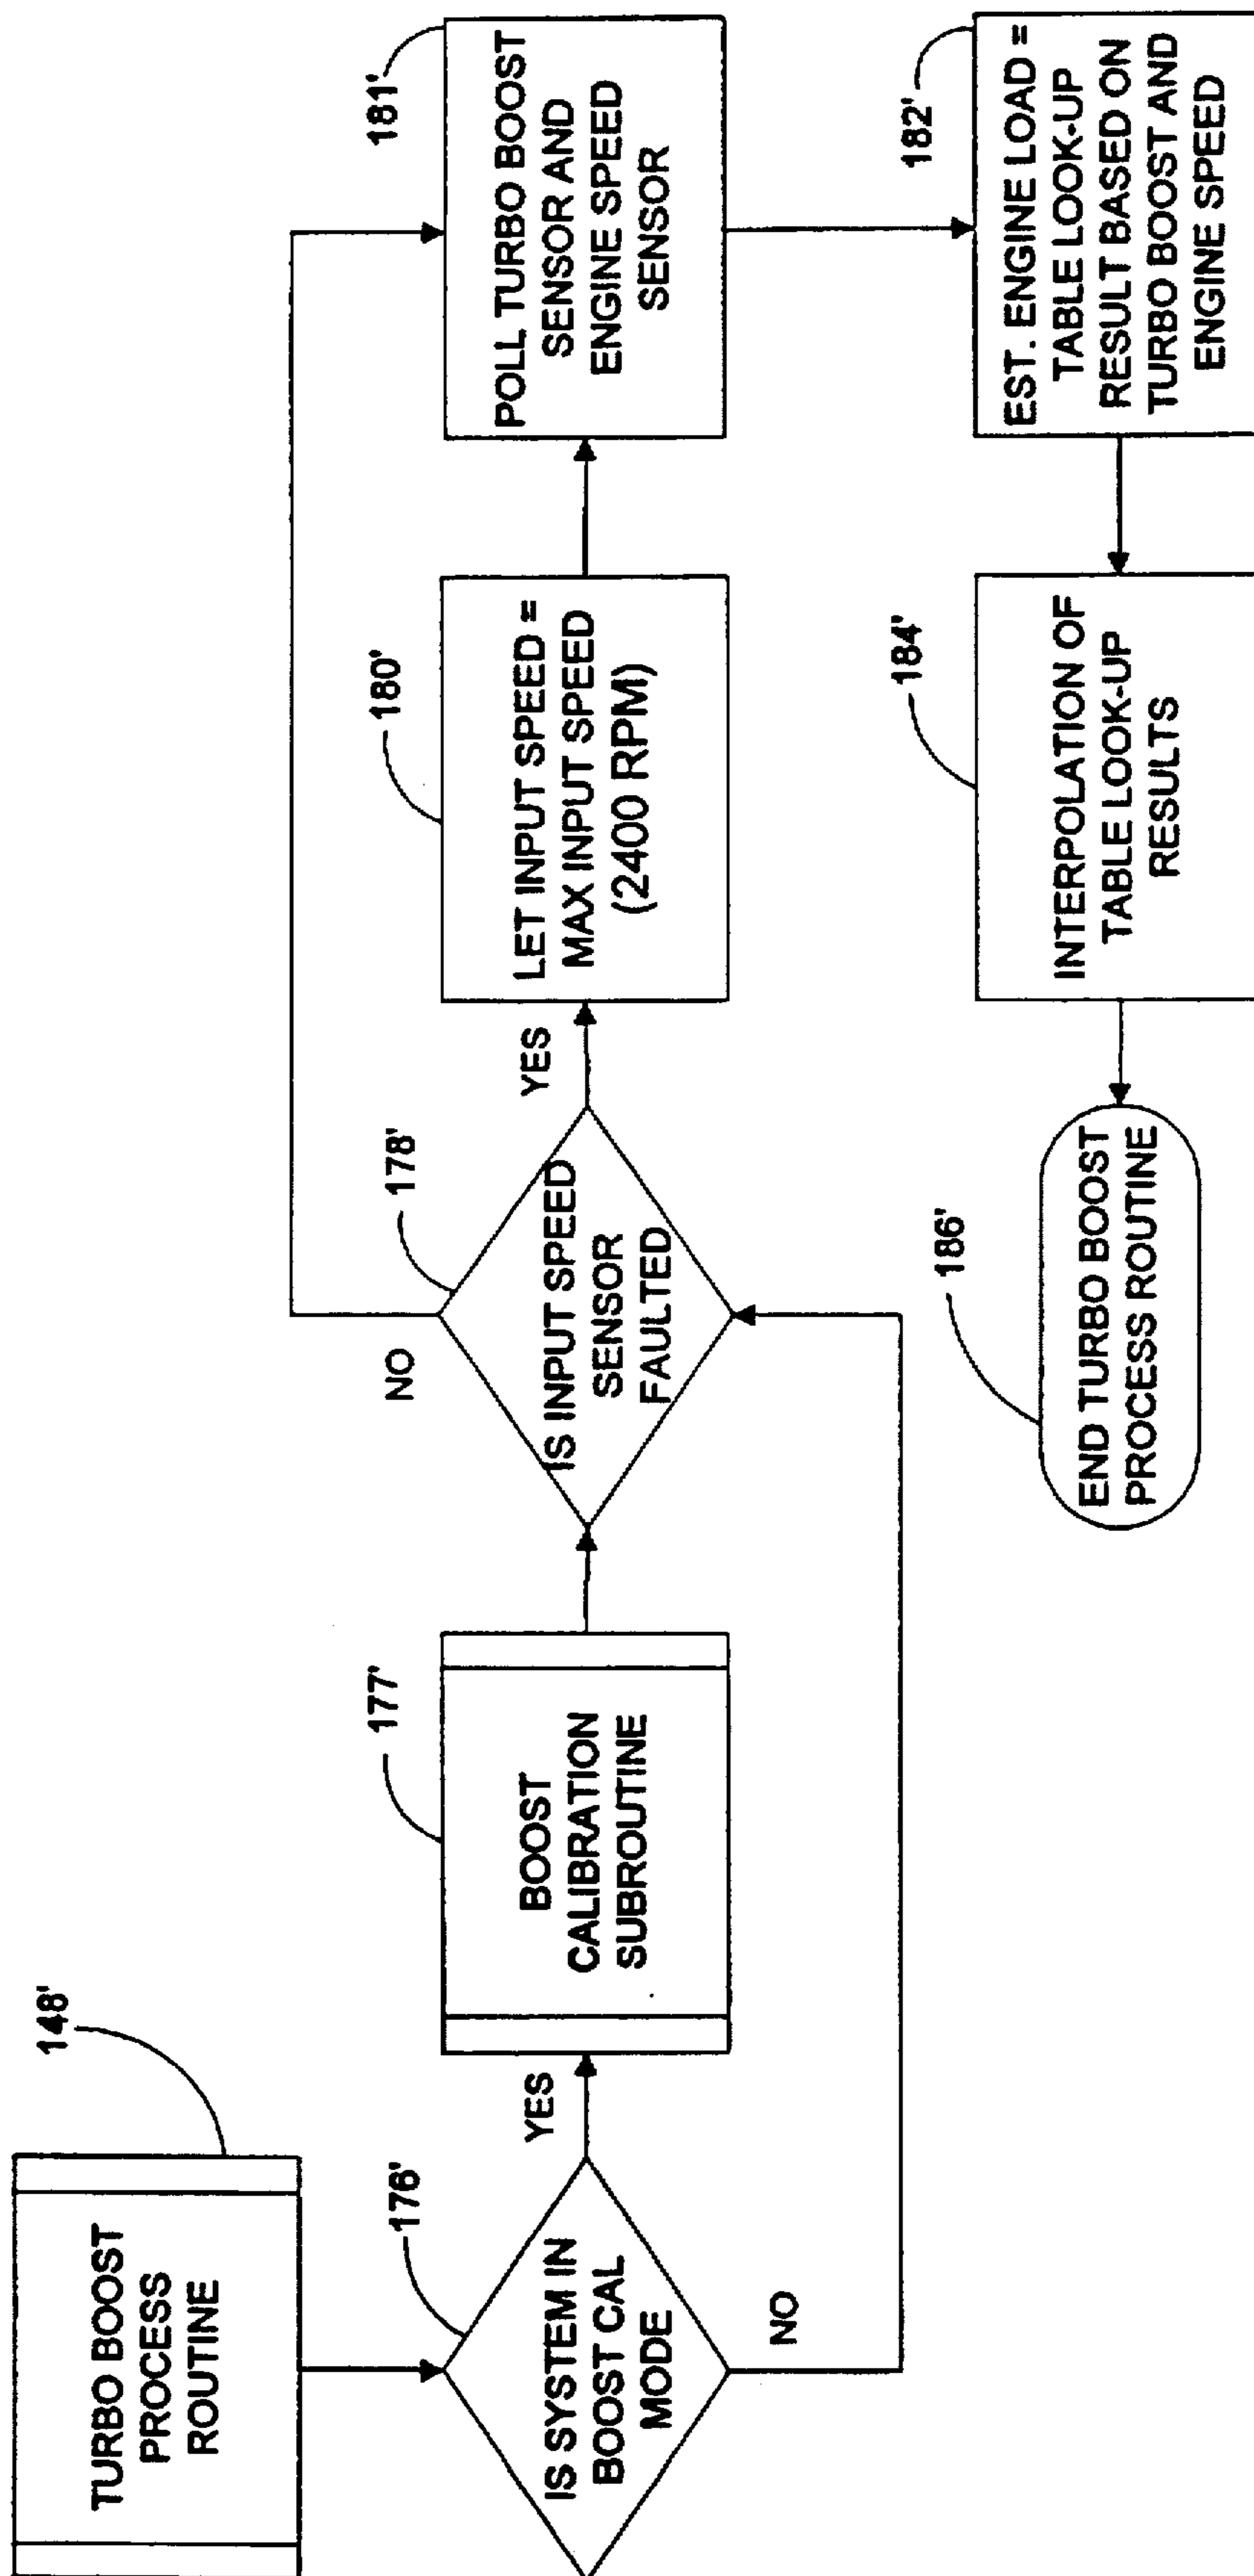 148'
TURBO BOOST
PROCESS
ROUTINE
176'
IS SYSTEM IN
BOOST CAL
MODE
YES
NO
177'
BOOST
CALIBRATION
SUBROUTINE
178'
IS INPUT SPEED
SENSOR
FAULTED
NO
YES
180'
LET INPUT SPEED =
MAX INPUT SPEED
(2400 RPM)
181'
POLL TURBO BOOST
SENSOR AND
ENGINE SPEED
SENSOR
182'
EST. ENGINE LOAD =
TABLE LOOK-UP
RESULT BASED ON
TURBO BOOST AND
ENGINE SPEED
184'
INTERPOLATION OF
TABLE LOOK-UP
RESULTS
186'
END TURBO BOOST
PROCESS ROUTINE